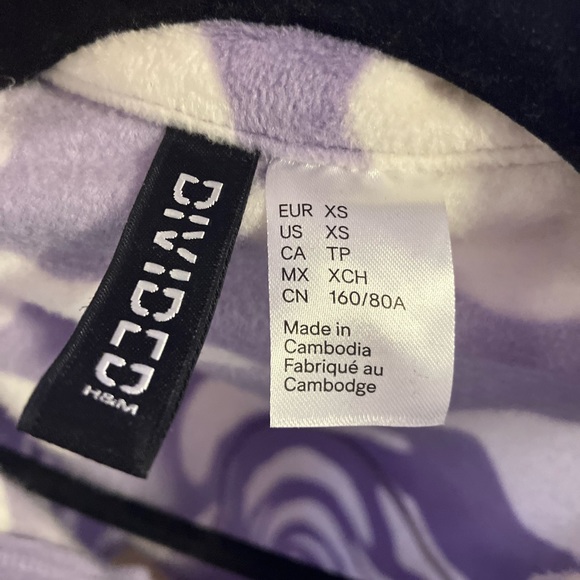 DIVIDED
H&M
EUR XS
US XS
CA TP
MX XCH
CN 160/80A
Made in
Cambodia
Fabriqué au
Cambodge